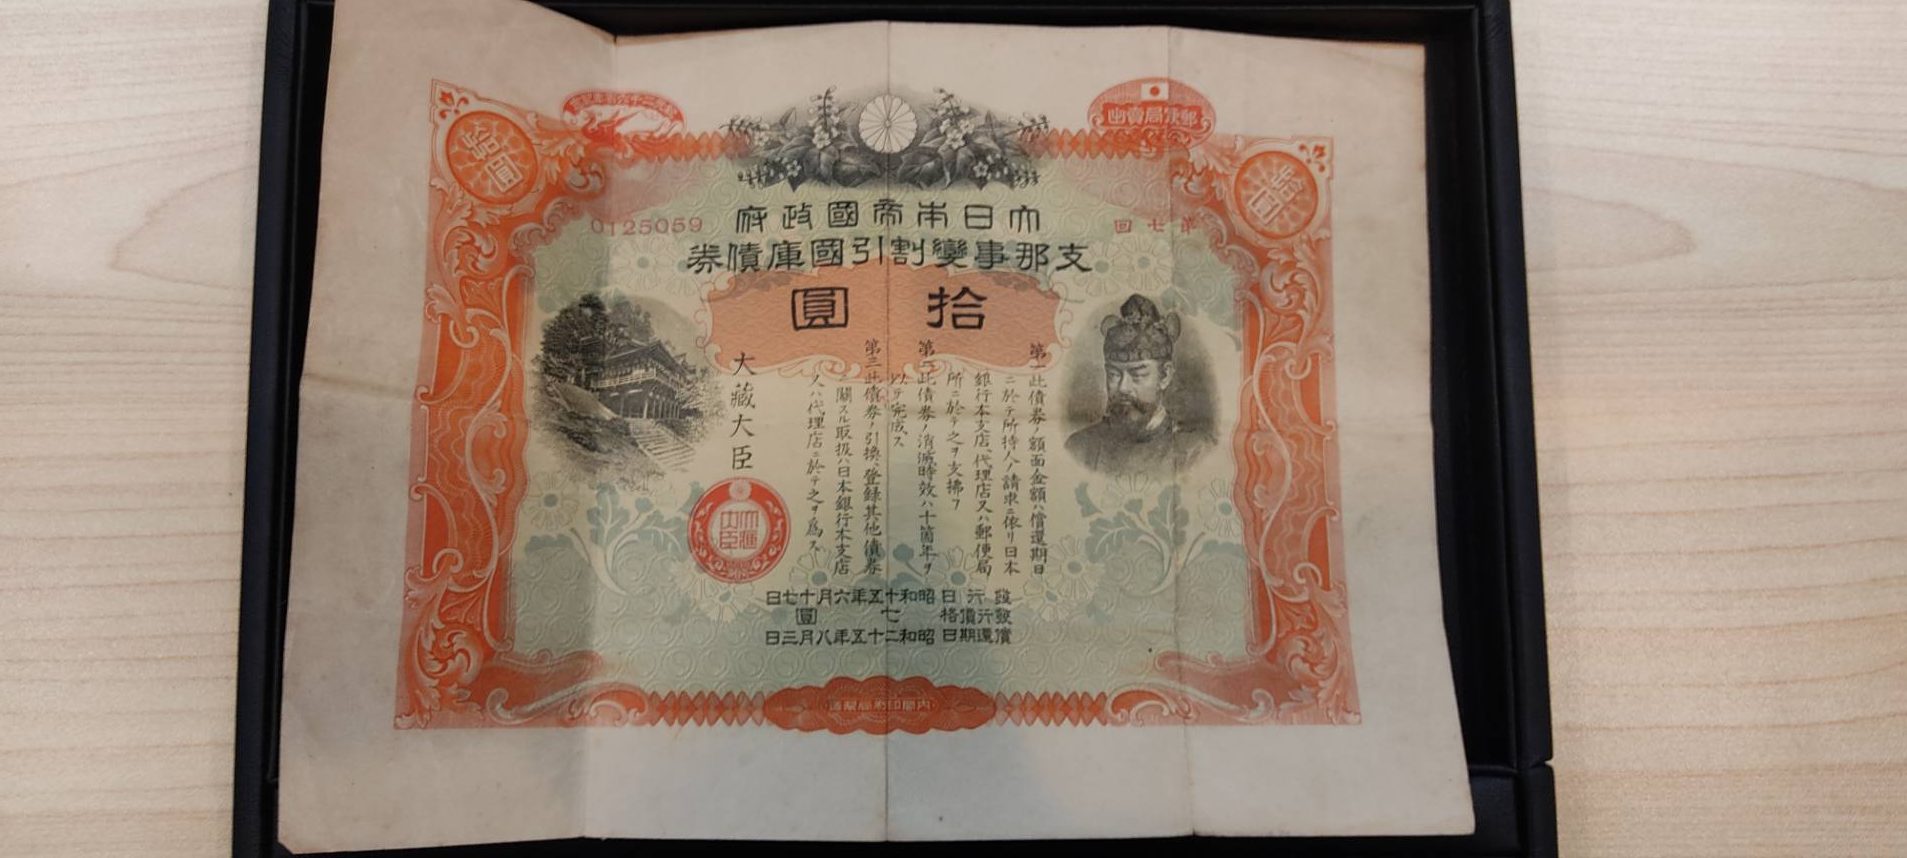 郵便局賣出
拾圓
拾圓
大日本帝國政府
第七回
0125059
支那事變割引國庫債券
拾圓
第一此債券ノ額面金額ハ償還期日
ニ於テ所持人ノ請求ニ依リ日本
銀行本支店、代理店又ハ郵便局
所ニ於テ之ヲ支拂フ
第二此債券ノ消滅時效ハ十箇年ヲ
以テ完成ス
第三此債券ノ引換、登録其他債券
ニ關スル取扱ハ日本銀行本支店
又ハ代理店ニ於テ之ヲ爲ス
大藏大臣
大藏大臣
發行日 昭和十五年六月十七日
發行價格 七圓
償還期日 昭和二十五年八月三日
内閣印刷局製造